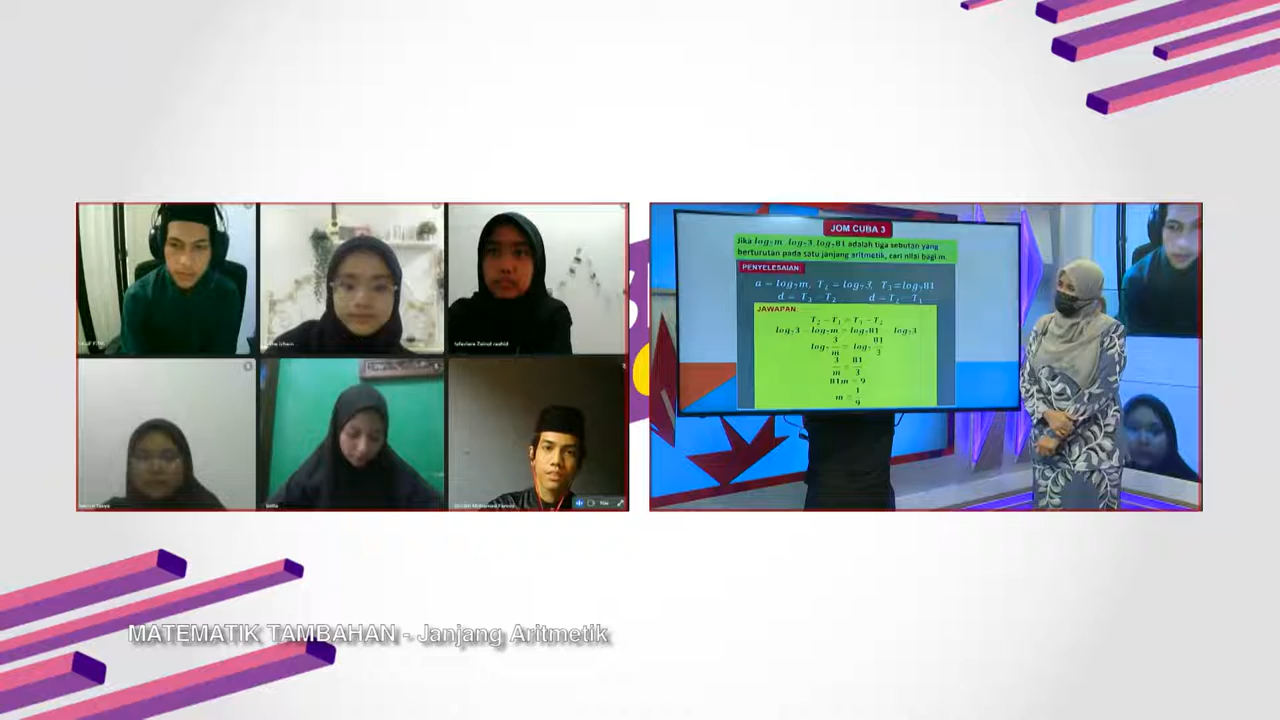 JOM CUBA 3
Jika log₇m, log₇3, log₇81 adalah tiga sebutan yang
berturutan pada satu janjang aritmetik, cari nilai bagi m.
PENYELESAIAN:
a = log₇m, T₂ = log₇3, T₃ = log₇81
d = T₃ − T₂ d = T₂ − T₁
JAWAPAN:
T₂ − T₁ = T₃ − T₂
log₇3 − log₇m = log₇81 − log₇3
log₇ 3/m = log₇ 81/3
3/m = 81/3
81m = 9
m = 1/9
MATEMATIK TAMBAHAN - Janjang Aritmetik